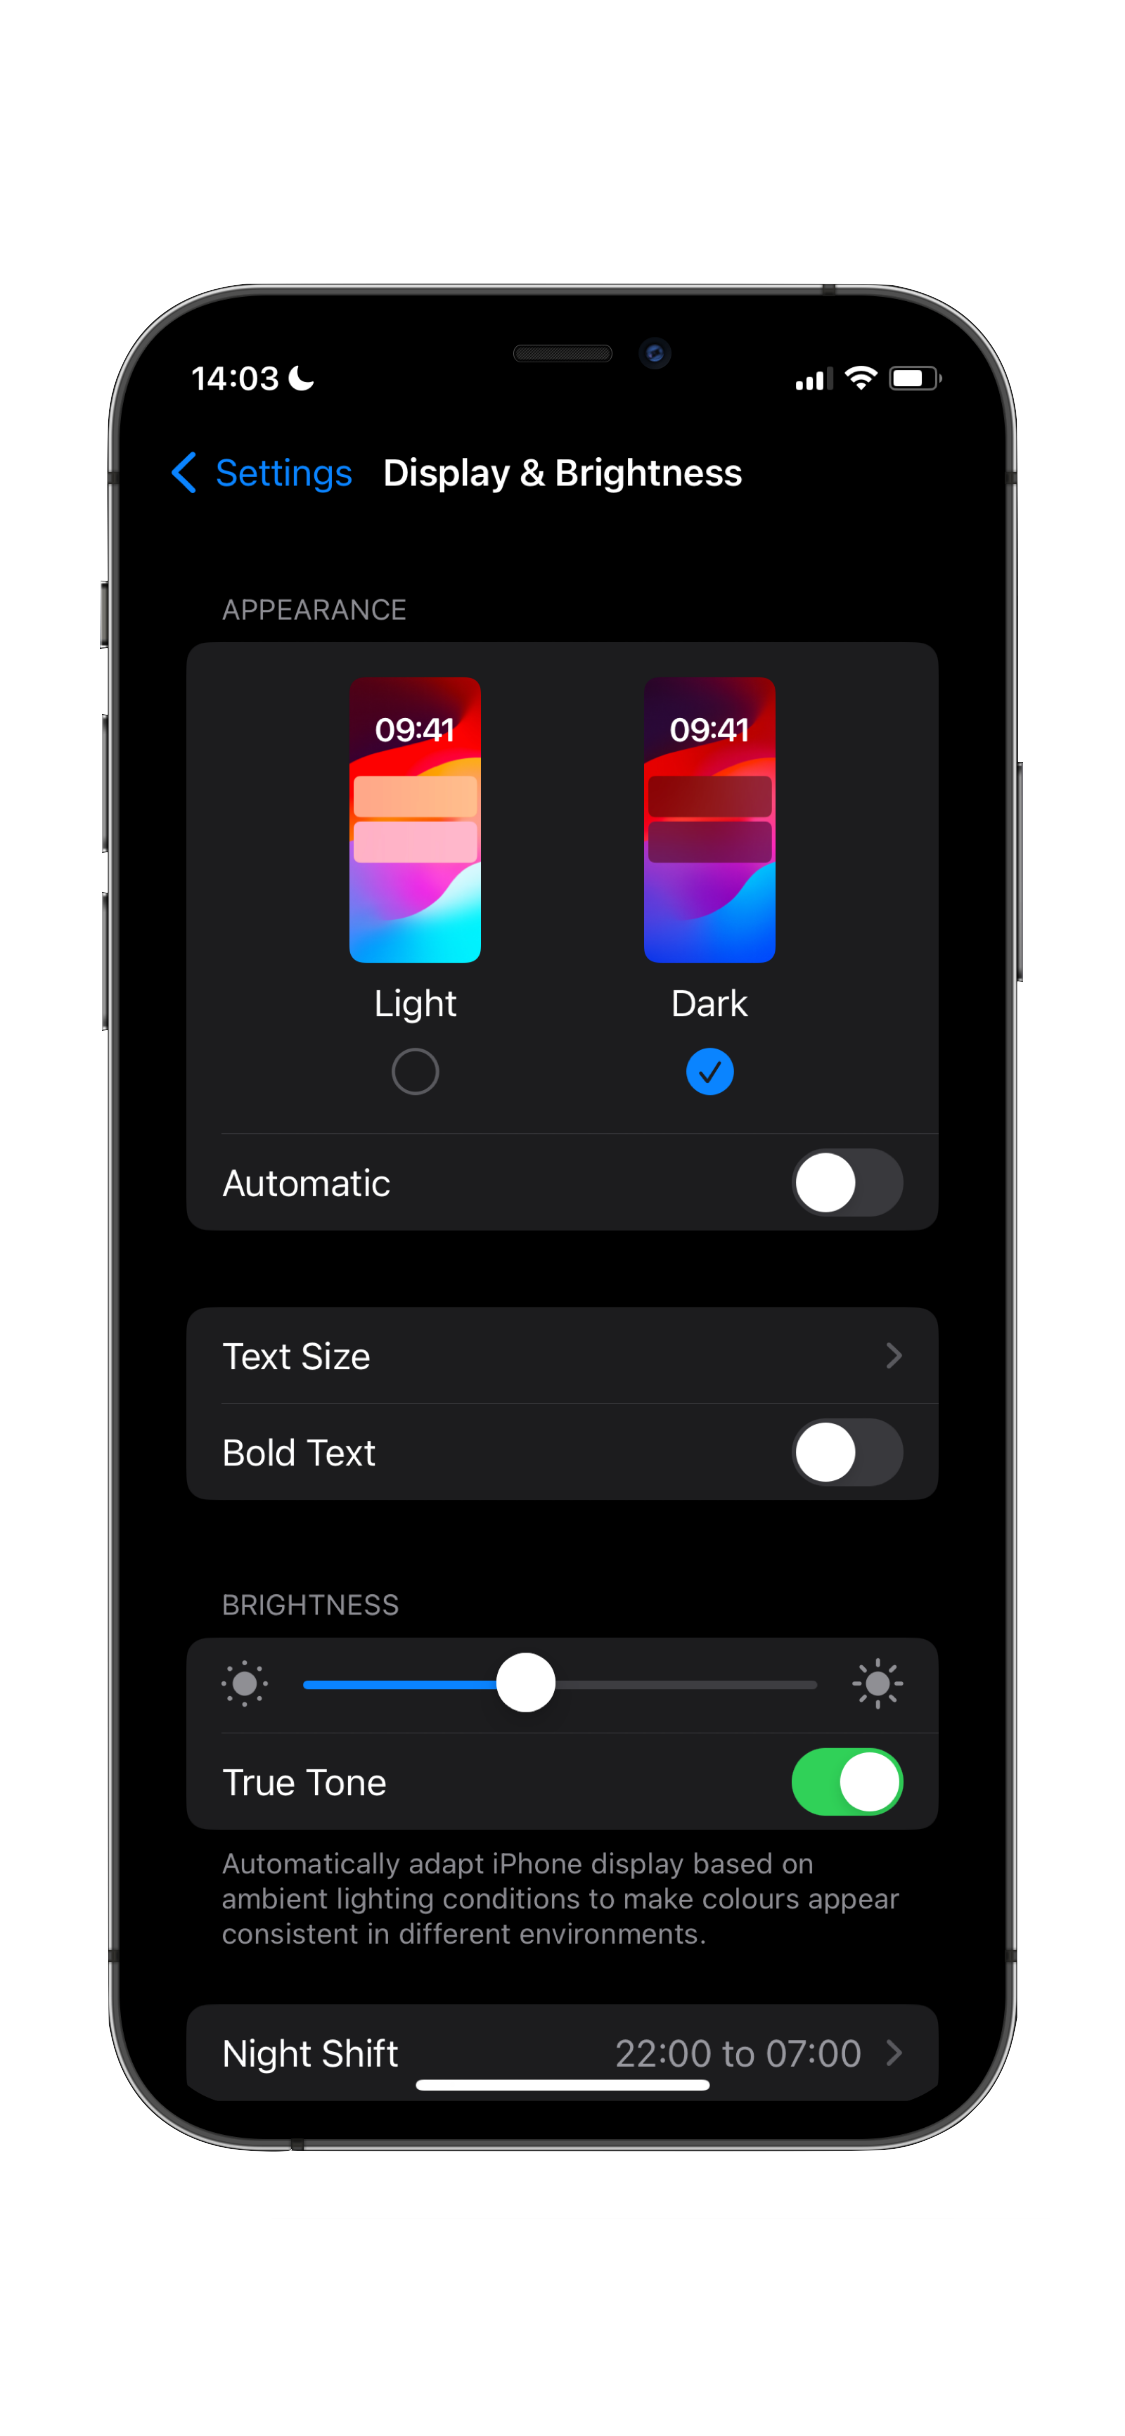 14:03
Settings Display & Brightness
APPEARANCE
09:41 09:41
Light Dark
Automatic
Text Size
Bold Text
BRIGHTNESS
True Tone
Automatically adapt iPhone display based on
ambient lighting conditions to make colours appear
consistent in different environments.
Night Shift 22:00 to 07:00